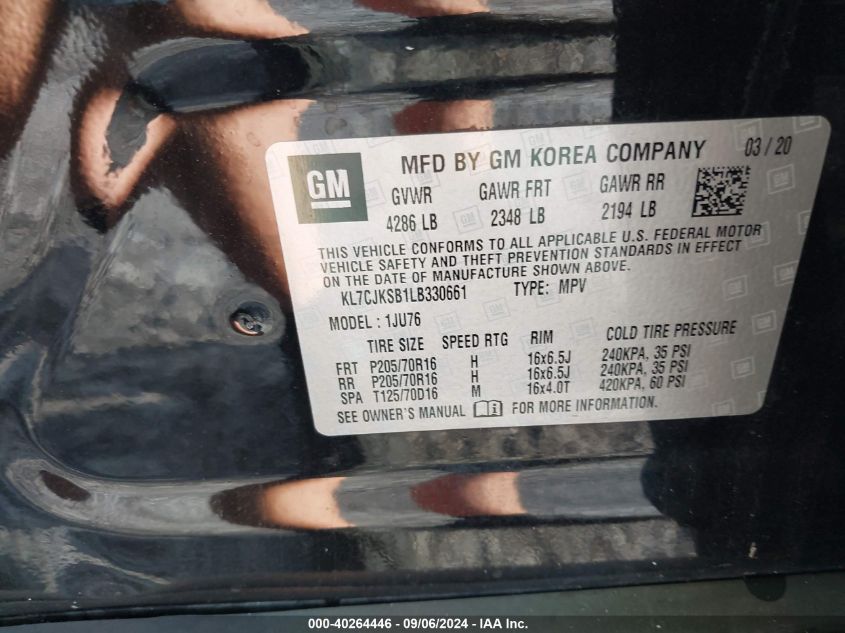 GM
MFD BY GM KOREA COMPANY 03/20
GVWR GAWR FRT GAWR RR
4286 LB 2348 LB 2194 LB
THIS VEHICLE CONFORMS TO ALL APPLICABLE U.S. FEDERAL MOTOR
VEHICLE SAFETY AND THEFT PREVENTION STANDARDS IN EFFECT
ON THE DATE OF MANUFACTURE SHOWN ABOVE.
KL7CJKSB1LB330661 TYPE: MPV
MODEL: 1JU76
TIRE SIZE SPEED RTG RIM COLD TIRE PRESSURE
FRT P205/70R16 H 16x6.5J 240KPA, 35 PSI
RR P205/70R16 H 16x6.5J 240KPA, 35 PSI
SPA T125/70D16 M 16x4.0T 420KPA, 60 PSI
SEE OWNER'S MANUAL FOR MORE INFORMATION.
000-40264446 - 09/06/2024 - IAA Inc.